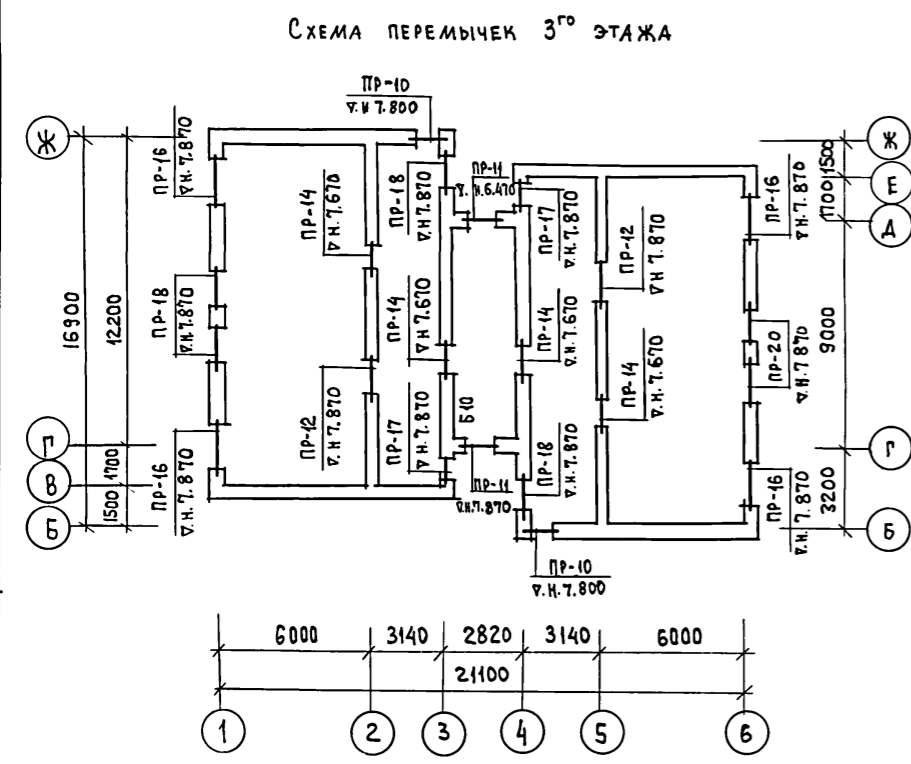 Схема перемычек 3го этажа
ПР-10
▽.Н 7.800
Ж
ПР-16
▽Н.7.870
ПР-14
▽Н.7.670
ПР-18
▽Н7.870
ПР-11
▽.Н.6.470
ПР-17
▽.Н.7.870
ПР-12
▽Н 7.870
ПР-16
▽Н.7.870
Ж
Е
Д
1500
1700
9000
3200
16900
12200
1700
1500
ПР-18
▽Н.7.870
ПР-14
▽Н 7.670
ПР-14
▽Н.7.670
ПР-14
▽.Н.7.670
ПР-20
▽.Н.7.870
Г
В
Б
ПР-16
▽.Н.7.870
ПР-12
▽.Н 7.870
ПР-17
▽Н.7.870
Б10
ПР-11
▽.Н.7.870
ПР-18
▽.Н.7.870
ПР-16
▽.Н.7.870
Г
Б
ПР-10
▽.Н.7.800
6000 3140 2820 3140 6000
21100
1 2 3 4 5 6